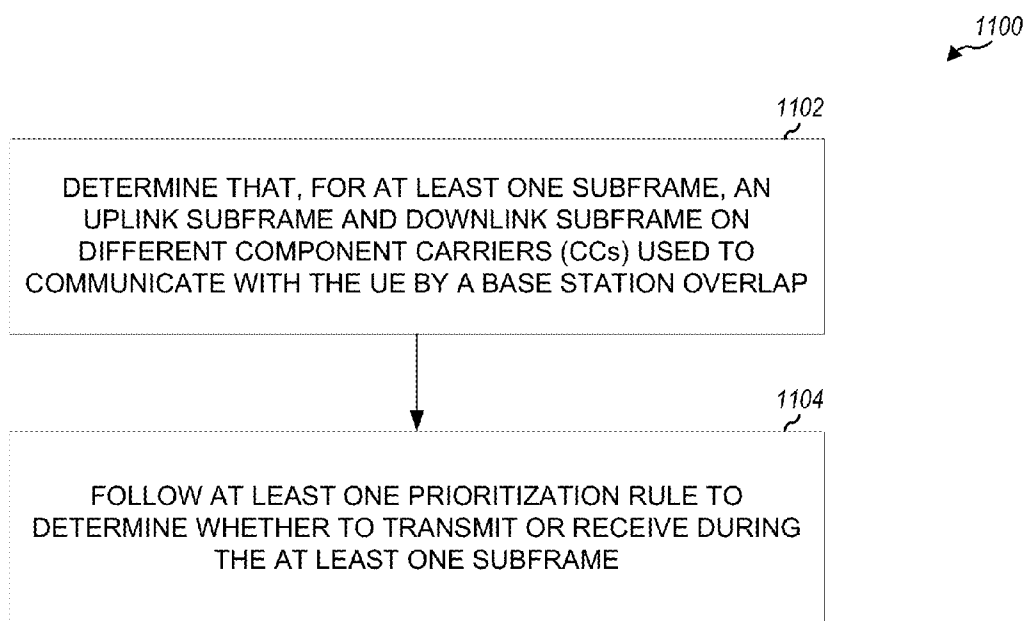 1100
1102
DETERMINE THAT, FOR AT LEAST ONE SUBFRAME, AN
UPLINK SUBFRAME AND DOWNLINK SUBFRAME ON
DIFFERENT COMPONENT CARRIERS (CCs) USED TO
COMMUNICATE WITH THE UE BY A BASE STATION OVERLAP
1104
FOLLOW AT LEAST ONE PRIORITIZATION RULE TO
DETERMINE WHETHER TO TRANSMIT OR RECEIVE DURING
THE AT LEAST ONE SUBFRAME